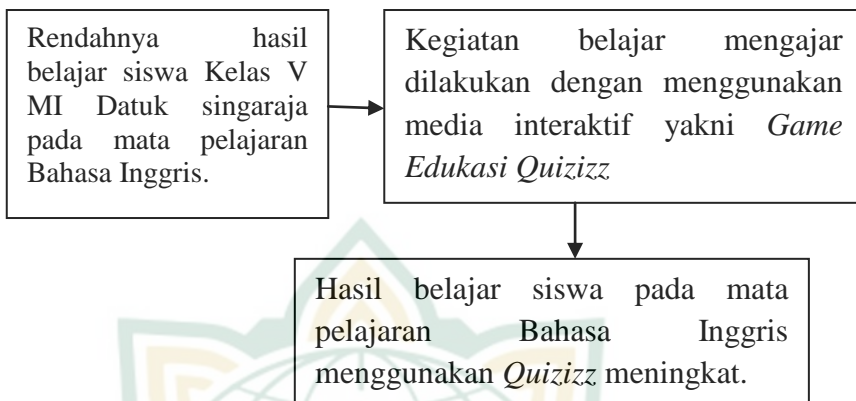 Rendahnya hasil
belajar siswa Kelas V
MI Datuk singaraja
pada mata pelajaran
Bahasa Inggris.
Kegiatan belajar mengajar
dilakukan dengan menggunakan
media interaktif yakni Game
Edukasi Quizizz
Hasil belajar siswa pada mata
pelajaran Bahasa Inggris
menggunakan Quizizz meningkat.